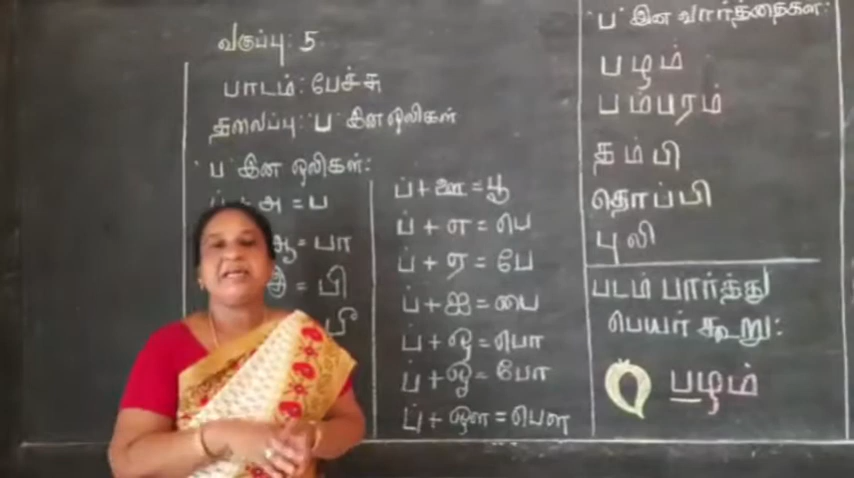 வகுப்பு: 5
பாடம்: பேச்சு
தலைப்பு: 'ப' இன ஒலிகள்
'ப' இன ஒலிகள்:
ப் + அ = ப
ஆ = பா
இ = பி
பீ
ப் + ஊ = பூ
ப் + எ = பெ
ப் + ஏ = பே
ப் + ஐ = பை
ப் + ஒ = பொ
ப் + ஓ = போ
ப் + ஔ = பௌ
'ப' இன வார்த்தைகள்:
பழம்
பம்பரம்
தம்பி
தொப்பி
புலி
படம் பார்த்து
பெயர் கூறு:
பழம்